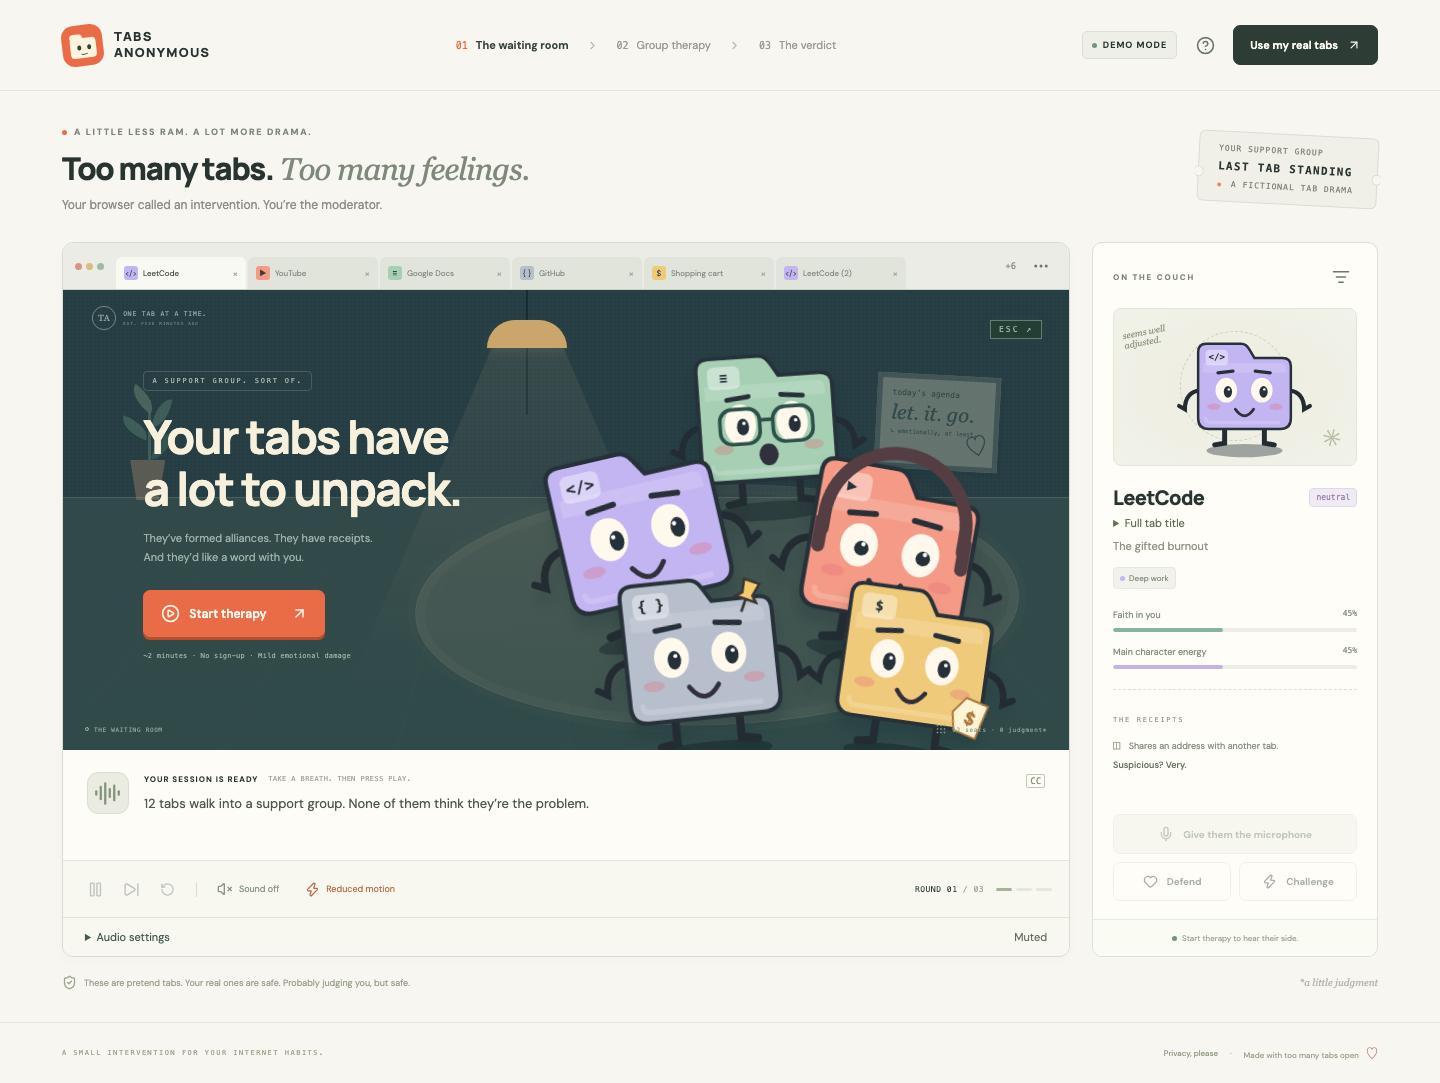 TABS
ANONYMOUS
01 The waiting room
02 Group therapy
03 The verdict
DEMO MODE
Use my real tabs
A LITTLE LESS RAM. A LOT MORE DRAMA.
Too many tabs. Too many feelings.
Your browser called an intervention. You're the moderator.
YOUR SUPPORT GROUP
LAST TAB STANDING
A FICTIONAL TAB DRAMA
</> LeetCode ×
YouTube ×
Google Docs ×
{ } GitHub ×
$ Shopping cart ×
</> LeetCode (2)
+6
TA
ONE TAB AT A TIME.
EST. FIVE MINUTES AGO
ESC ↗
A SUPPORT GROUP. SORT OF.
Your tabs have
a lot to unpack.
They've formed alliances. They have receipts.
And they'd like a word with you.
Start therapy
~2 minutes · No sign-up · Mild emotional damage
today's agenda
let. it. go.
↳ emotionally, at least
</>
{ }
$
$
THE WAITING ROOM
seats · 0 judgment*
YOUR SESSION IS READY TAKE A BREATH. THEN PRESS PLAY.
12 tabs walk into a support group. None of them think they're the problem.
CC
Sound off
Reduced motion
ROUND 01 / 03
Audio settings
Muted
ON THE COUCH
seems well
adjusted.
</>
LeetCode
neutral
Full tab title
The gifted burnout
Deep work
Faith in you 45%
Main character energy 45%
THE RECEIPTS
Shares an address with another tab.
Suspicious? Very.
Give them the microphone
Defend
Challenge
Start therapy to hear their side.
These are pretend tabs. Your real ones are safe. Probably judging you, but safe.
*a little judgment
A SMALL INTERVENTION FOR YOUR INTERNET HABITS.
Privacy, please · Made with too many tabs open